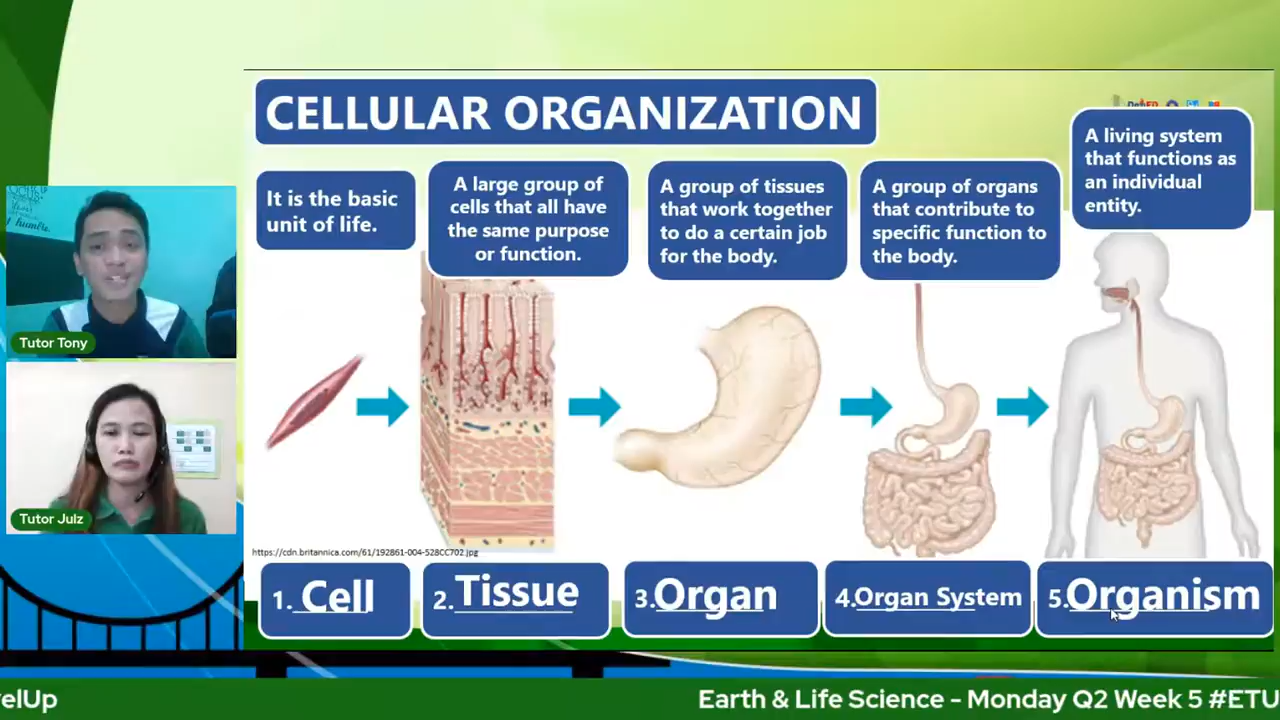 CELLULAR ORGANIZATION
It is the basic
unit of life.
A large group of
cells that all have
the same purpose
or function.
A group of tissues
that work together
to do a certain job
for the body.
A group of organs
that contribute to
specific function to
the body.
A living system
that functions as
an individual
entity.
Tutor Tony
Tutor Julz
https://cdn.britannica.com/61/192861-004-528CC702.jpg
1. Cell
2. Tissue
3. Organ
4. Organ System
5. Organism
velUp
Earth & Life Science - Monday Q2 Week 5 #ETU